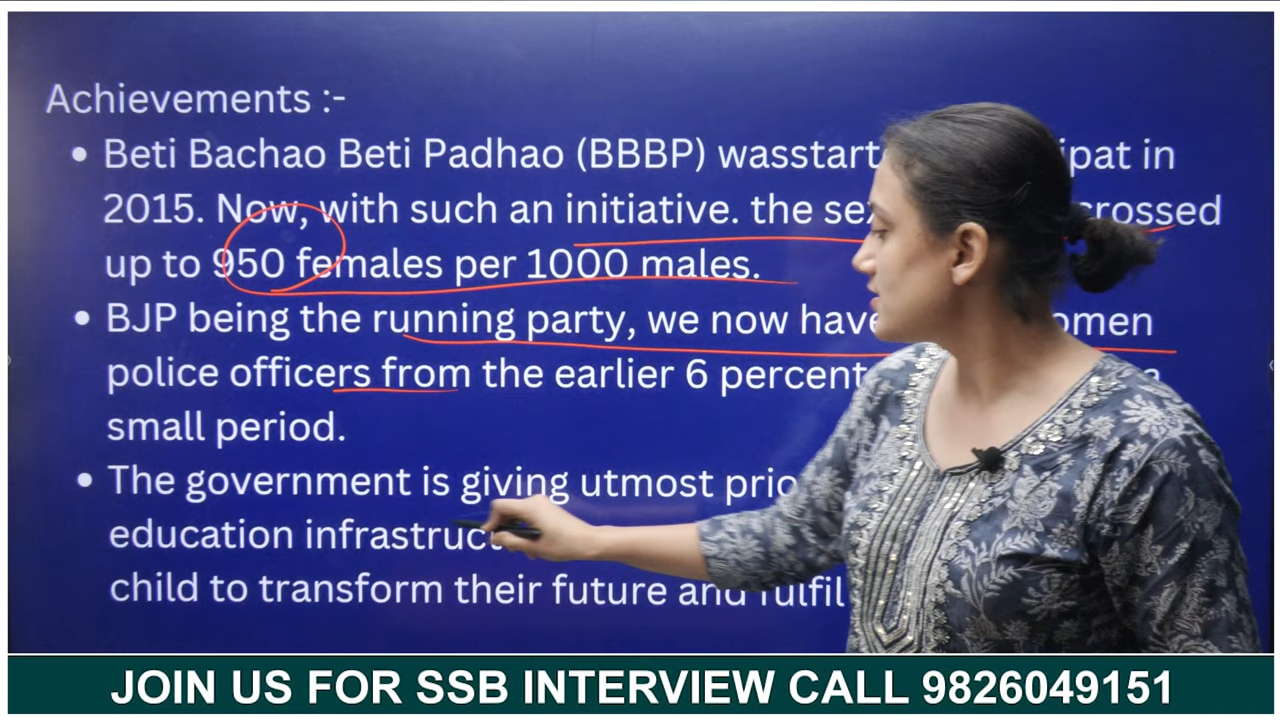 Achievements :-
• Beti Bachao Beti Padhao (BBBP) wasstart ipat in
2015. Now, with such an initiative. the sex crossed
up to 950 females per 1000 males.
• BJP being the running party, we now have omen
police officers from the earlier 6 percent a
small period.
• The government is giving utmost prio
education infrastruct
child to transform their future and fulfil
JOIN US FOR SSB INTERVIEW CALL 9826049151